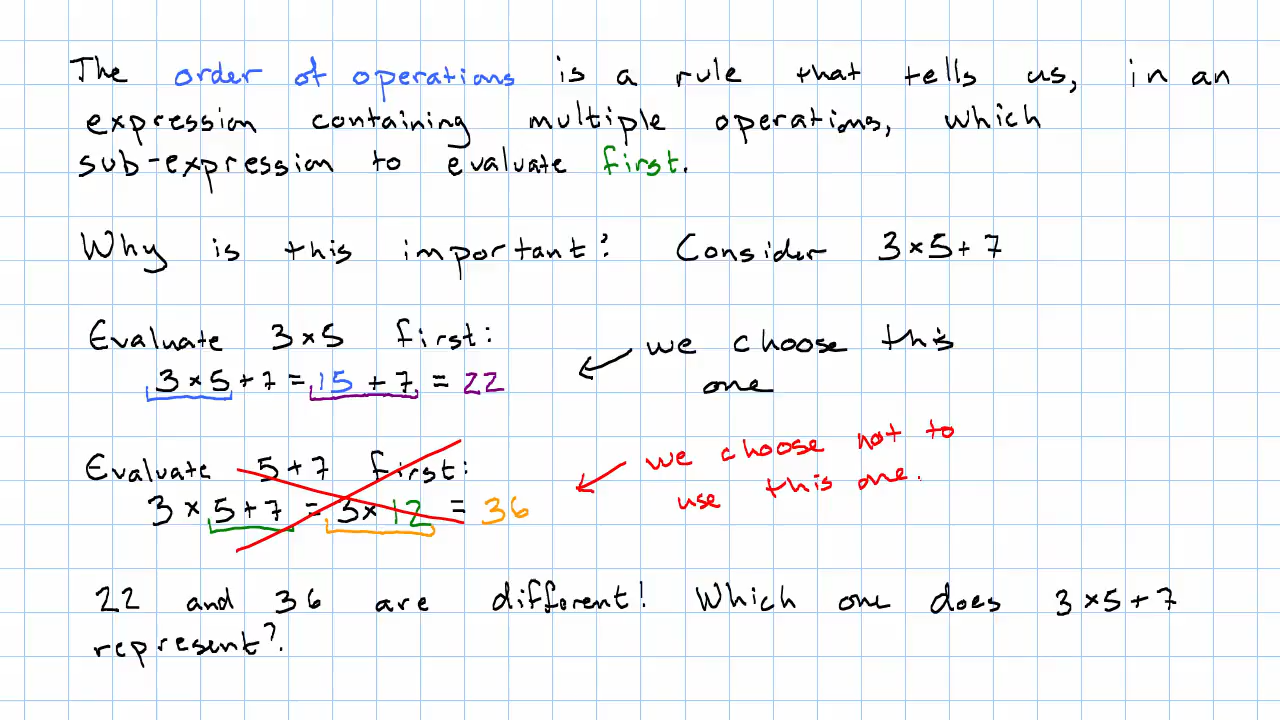 The order of operations is a rule that tells us, in an
expression containing multiple operations, which
sub-expression to evaluate first.
Why is this important? Consider 3×5+7
Evaluate 3×5 first:
3×5+7 = 15 +7 = 22
we choose this
one
Evaluate 5+7 first:
3 × 5+7 = 3× 12 = 36
we choose not to
use this one.
22 and 36 are different! Which one does 3×5+7
represent?